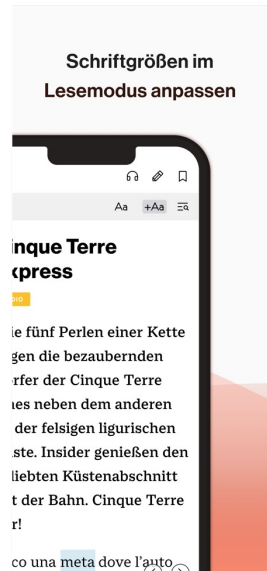 Schriftgrößen im
Lesemodus anpassen
Aa +Aa
inque Terre
xpress
ie fünf Perlen einer Kette
gen die bezaubernden
rfer der Cinque Terre
es neben dem anderen
der felsigen ligurischen
ste. Insider genießen den
liebten Küstenabschnitt
t der Bahn. Cinque Terre
r!
co una meta dove l'auto